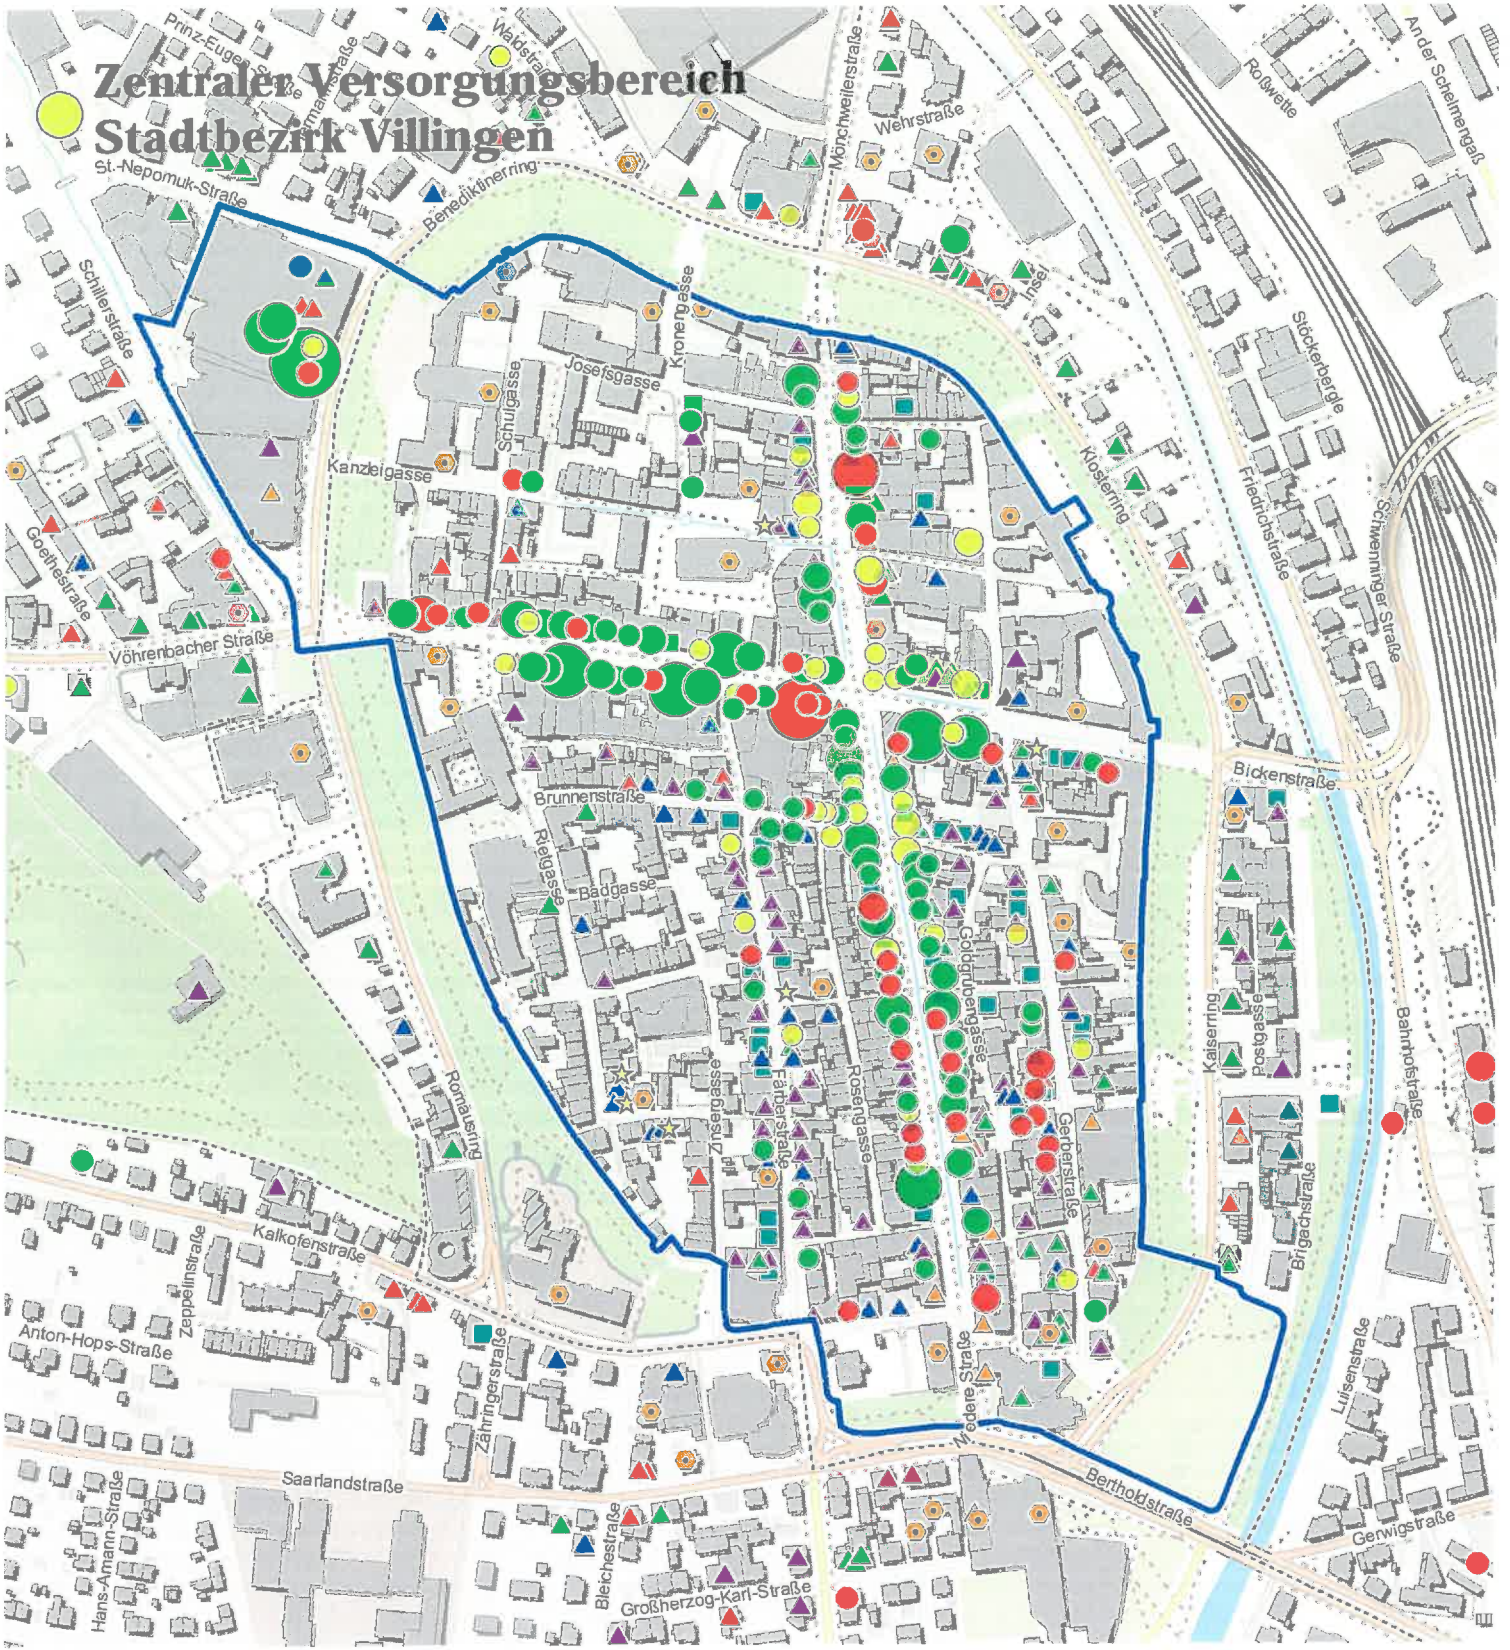 Prinz-Eugen-Straße
Waldstraße
Zentraler Versorgungsbereich
Stadtbezirk Villingen
St.-Nepomuk-Straße
Benediktinerring
Mönchweilerstraße
Wehrstraße
Roßwette
An der Schelmengaß
Insel
Schillerstraße
Kronengasse
Josefsgasse
Schulgasse
Kanzleigasse
Stöckerbergle
Klosterring
Friedrichstraße
Schwenninger Straße
Goethestraße
Vöhrenbacher Straße
Bickenstraße
Brunnenstraße
Rietgasse
Badgasse
Goldgrubengasse
Kaiserring
Postgasse
Bahnhofstraße
Romäusring
Zinsergasse
Färberstraße
Rosengasse
Gerberstraße
Brigachstraße
Kalkofenstraße
Zeppelinstraße
Anton-Hops-Straße
Zähringerstraße
Niedere Straße
Luisenstraße
Saarlandstraße
Hans-Amann-Straße
Bleichestraße
Großherzog-Karl-Straße
Bertholdstraße
Gerwigstraße